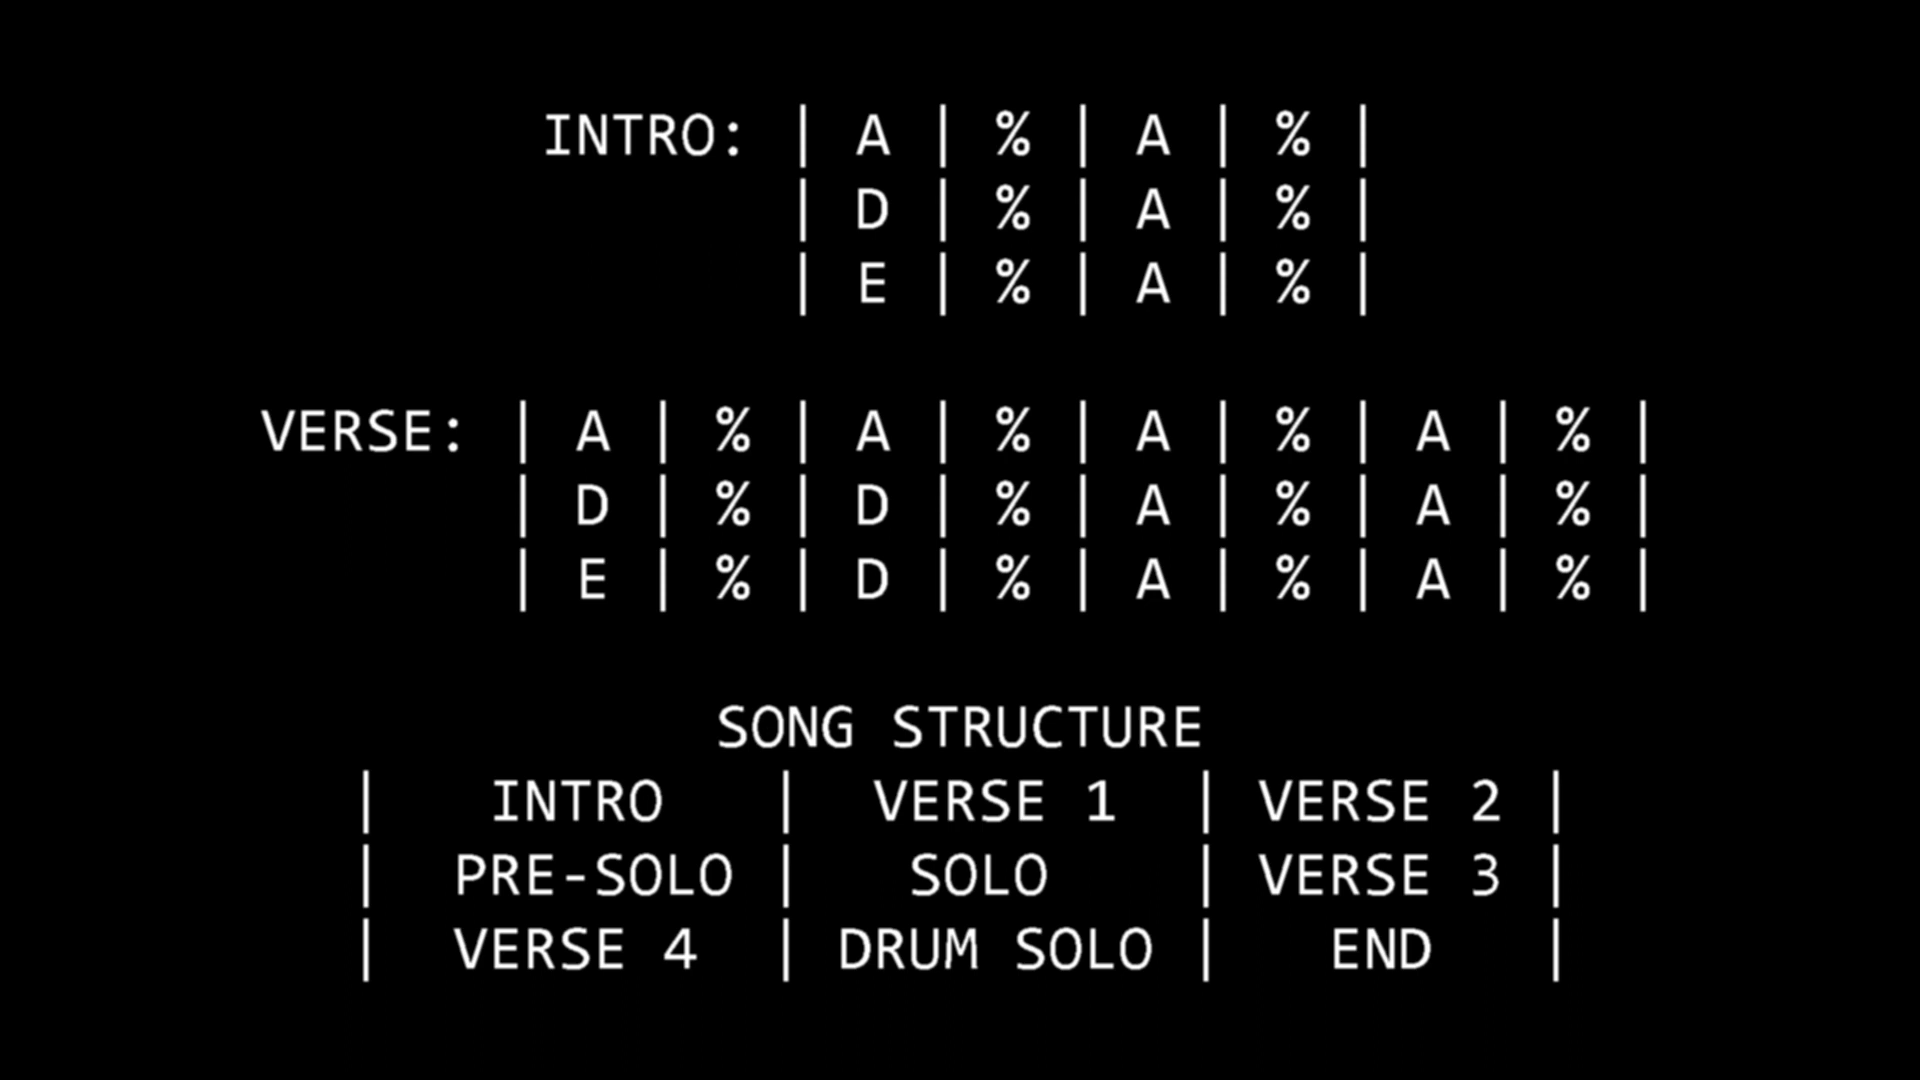 INTRO: | A | % | A | % |
| D | % | A | % |
| E | % | A | % |
VERSE: | A | % | A | % | A | % | A | % |
| D | % | D | % | A | % | A | % |
| E | % | D | % | A | % | A | % |
SONG STRUCTURE
| INTRO | VERSE 1 | VERSE 2 |
| PRE-SOLO | SOLO | VERSE 3 |
| VERSE 4 | DRUM SOLO | END |